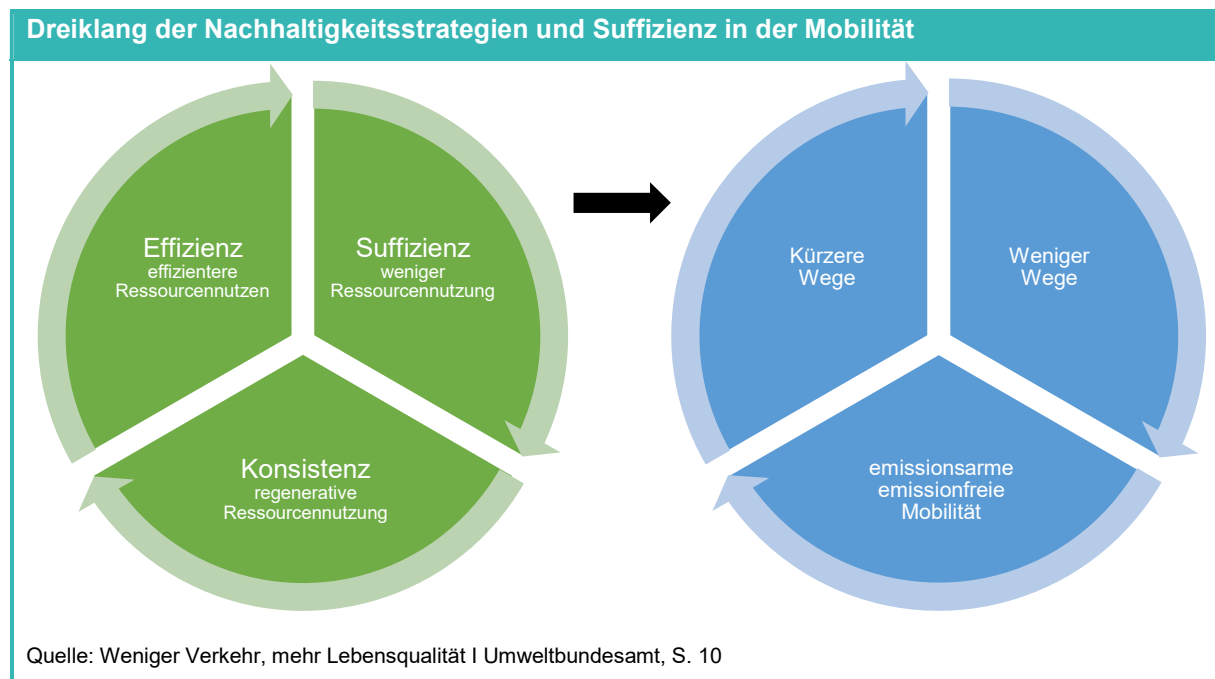 Dreiklang der Nachhaltigkeitsstrategien und Suffizienz in der Mobilität
Effizienz
effizientere
Ressourcennutzen
Suffizienz
weniger
Ressourcennutzung
Konsistenz
regenerative
Ressourcennutzung
Kürzere
Wege
Weniger
Wege
emissionsarme
emissionfreie
Mobilität
Quelle: Weniger Verkehr, mehr Lebensqualität I Umweltbundesamt, S. 10